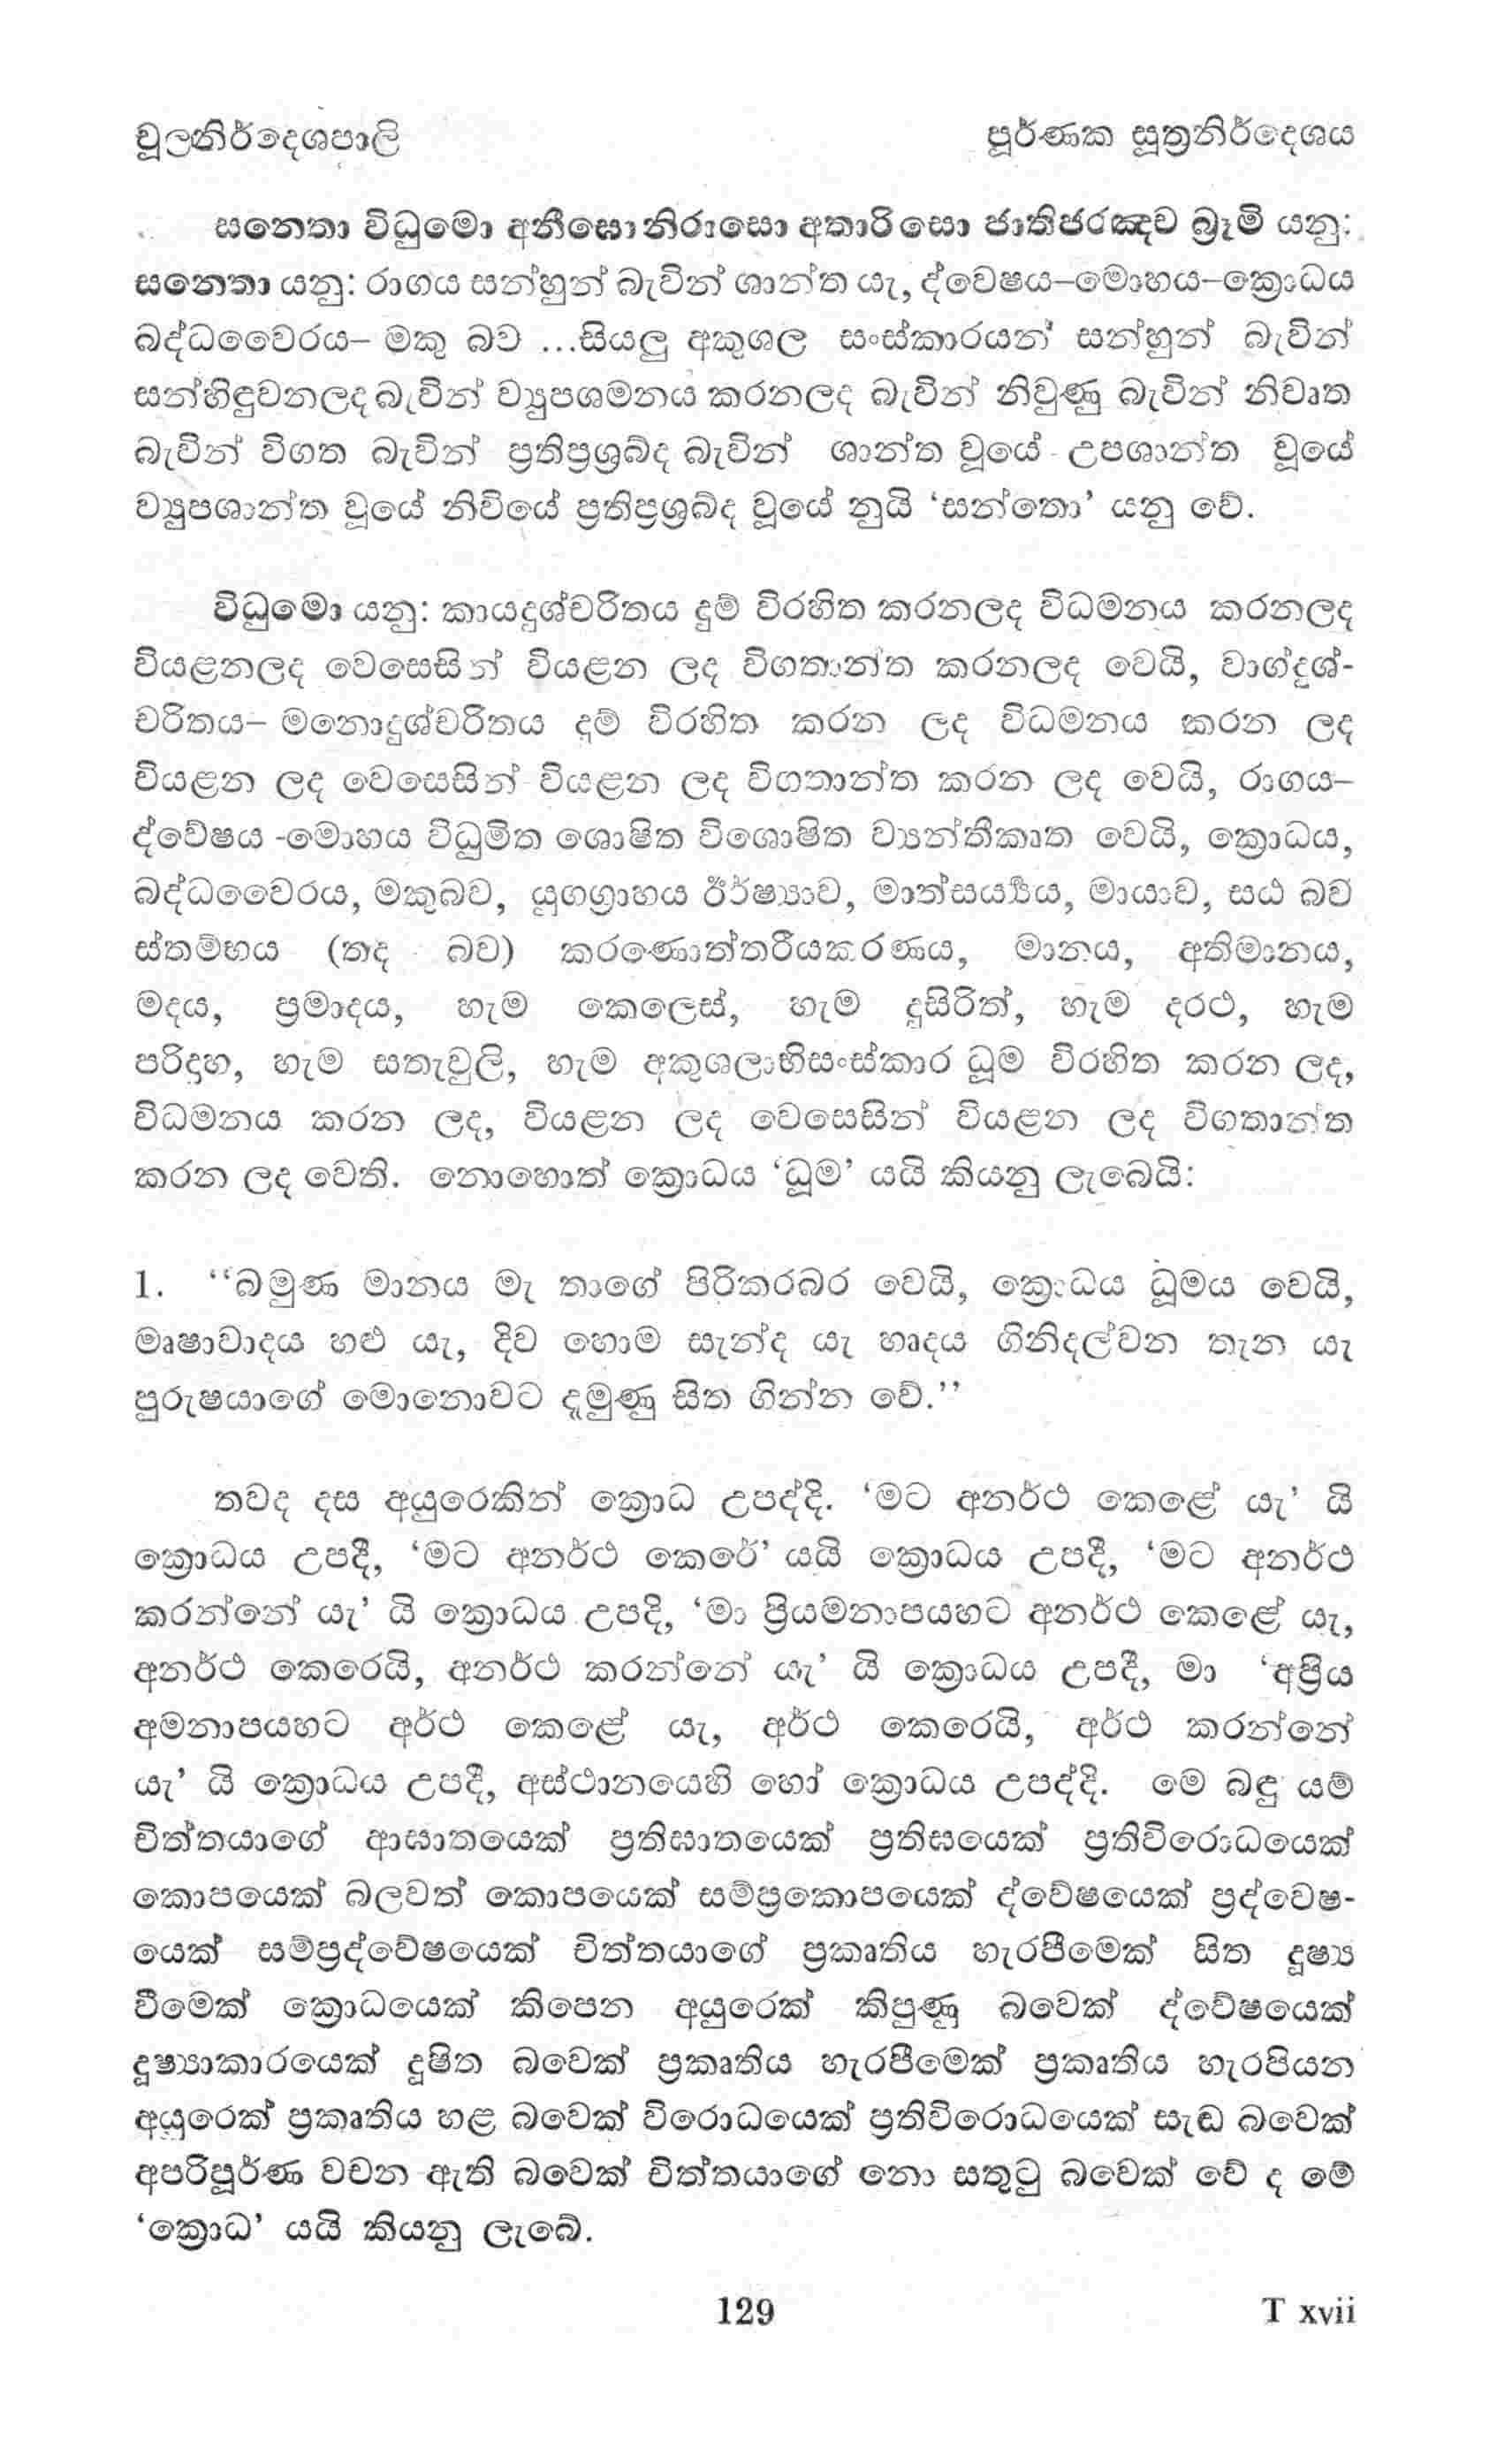 චූලනිර්දෙශපාලි
පූර්ණක සූත්‍රනිර්දෙශය
සනෙතා විධුමො අනීඝො නිරාසො අතාරි සො ජාතිජරඤ්ච බ්‍රූමි යනු:
සනෙතා යනු: රාගය සන්හුන් බැවින් ශාන්ත යැ, ද්වෙෂය–මොහය–ක්‍රොධය
බද්ධවෛරය– මකු බව ...සියලු අකුශල සංස්කාරයන් සන්හුන් බැවින්
සන්හිඳුවනලද බැවින් ව්‍යුපශමනය කරනලද බැවින් නිවුණු බැවින් නිවෘත
බැවින් විගත බැවින් ප්‍රතිප්‍රශ්‍රබ්ද බැවින් ශාන්ත වූයේ උපශාන්ත වූයේ
ව්‍යුපශාන්ත වූයේ නිවියේ ප්‍රතිප්‍රශ්‍රබ්ද වූයේ නුයි ‘සන්තො’ යනු වේ.
විධුමො යනු: කායදුශ්චරිතය දුම් විරහිත කරනලද විධමනය කරනලද
වියළනලද වෙසෙසින් වියළන ලද විගතාන්ත කරනලද වෙයි, වාග්දුශ්-
චරිතය– මනොදුශ්චරිතය දුම් විරහිත කරන ලද විධමනය කරන ලද
වියළන ලද වෙසෙසින් වියළන ලද විගතාන්ත කරන ලද වෙයි, රාගය–
ද්වේෂය -මොහය විධුමිත ශොෂිත විශොෂිත ව්‍යන්තීකෘත වෙයි, ක්‍රොධය,
බද්ධවෛරය, මකුබව, යුගග්‍රාහය ඊර්ෂ්‍යාව, මාත්සර්‍ය්‍යය, මායාව, සඨ බව
ස්තම්භය (තද බව) කරණොත්තරියකරණය, මානය, අතිමානය,
මදය, ප්‍රමාදය, හැම කෙලෙස්, හැම දුසිරිත්, හැම දරථ, හැම
පරිදාහ, හැම සතැවුලි, හැම අකුශලාභිසංස්කාර ධූම විරහිත කරන ලද,
විධමනය කරන ලද, වියළන ලද වෙසෙසින් වියළන ලද විගතාන්ත
කරන ලද වෙති. නොහොත් ක්‍රොධය ‘ධූම’ යයි කියනු ලැබෙයි:
1. ‘‘බමුණ මානය මැ තාගේ පිරිකරබර වෙයි, ක්‍රොධය ධූමය වෙයි,
මෘෂාවාදය හළු යැ, දිව හොම සැන්ද යැ හෘදය ගිනිදල්වන තැන යැ
පුරුෂයාගේ මොනොවට දැමුණු සිත ගින්න වේ.’’
තවද දස අයුරෙකින් ක්‍රොධ උපද්දි. ‘මට අනර්ථ කෙළේ යැ’ යි
ක්‍රොධය උපදී, ‘මට අනර්ථ කෙරේ’ යයි ක්‍රොධය උපදී, ‘මට අනර්ථ
කරන්නේ යැ’ යි ක්‍රොධය උපදි, ‘මා ප්‍රියමනාපයහට අනර්ථ කෙළේ යැ,
අනර්ථ කෙරෙයි, අනර්ථ කරන්නේ යැ’ යි ක්‍රොධය උපදී, මා ‘අප්‍රිය
අමනාපයහට අර්ථ කෙළේ යැ, අර්ථ කෙරෙයි, අර්ථ කරන්නේ
යැ’ යි ක්‍රොධය උපදී, අස්ථානයෙහි හෝ ක්‍රොධය උපද්දි. මෙ බඳු යම්
චිත්තයාගේ ආඝාතයෙක් ප්‍රතිඝාතයෙක් ප්‍රතිඝයෙක් ප්‍රතිවිරොධයෙක්
කොපයෙක් බලවත් කොපයෙක් සම්ප්‍රකොපයෙක් ද්වේෂයෙක් ප්‍රද්වෙෂ-
යෙක් සම්ප්‍රද්වේෂයෙක් චිත්තයාගේ ප්‍රකෘතිය හැරපීමෙක් සිත දූෂ්‍ය
වීමෙක් ක්‍රොධයෙක් කිපෙන අයුරෙක් කිපුණු බවෙක් ද්වේෂයෙක්
දූෂ්‍යාකාරයෙක් දූෂිත බවෙක් ප්‍රකෘතිය හැරපීමෙක් ප්‍රකෘතිය හැරපියන
අයුරෙක් ප්‍රකෘතිය හළ බවෙක් විරොධයෙක් ප්‍රතිවිරොධයෙක් සැඬ බවෙක්
අපරිපූර්ණ වචන ඇති බවෙක් චිත්තයාගේ නො සතුටු බවෙක් වේ ද මේ
‘ක්‍රොධ’ යයි කියනු ලැබේ.
129
T xvii